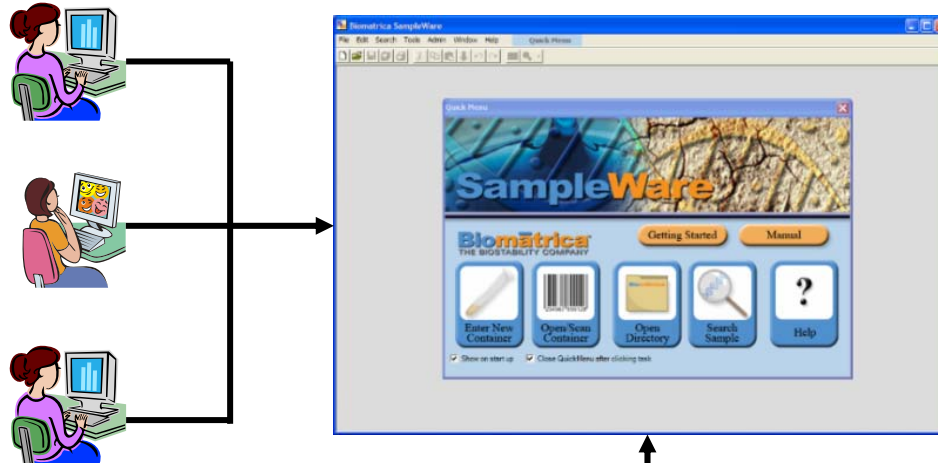 Biomatrica SampleWare
File Edit Search Tools Admin Window Help Quick Menu
Quick Menu
SampleWare
Biomātrica
THE BIOSTABILITY COMPANY
Getting Started
Manual
Enter New Container
Open/Scan Container
Open Directory
Search Sample
?
Help
Show on start up
Close QuickMenu after clicking task